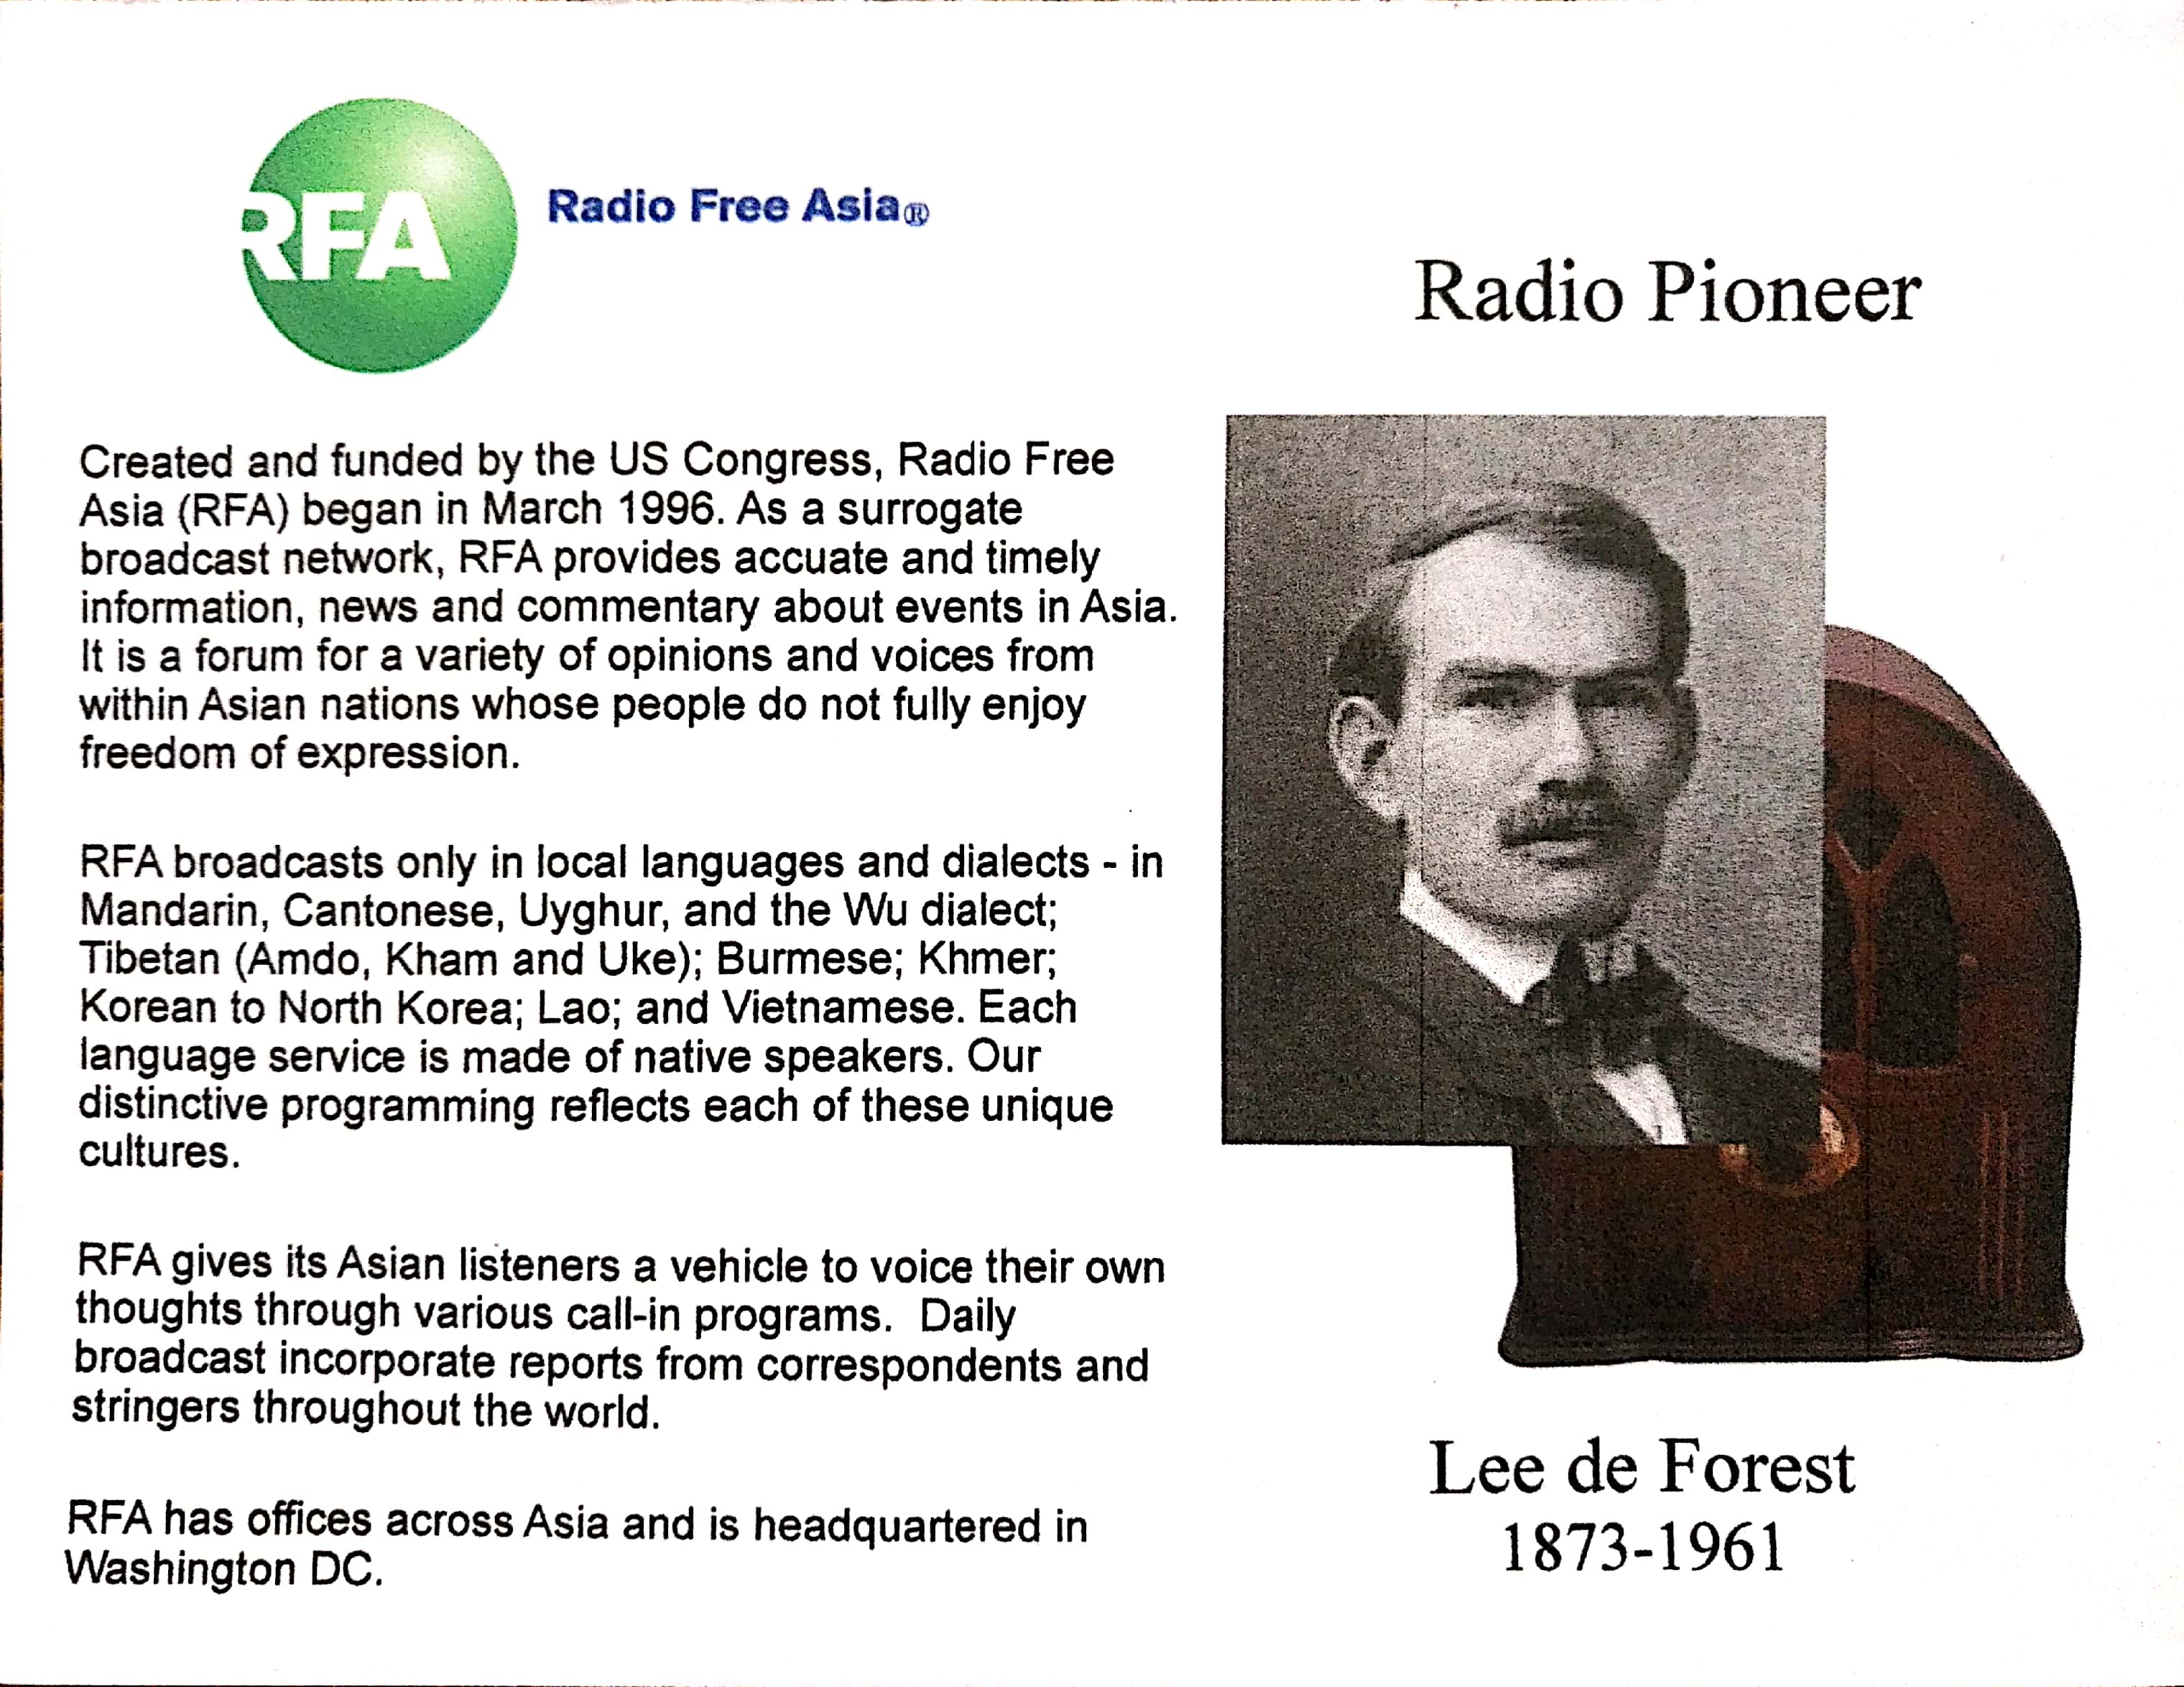 RFA
Radio Free Asia®
Created and funded by the US Congress, Radio Free
Asia (RFA) began in March 1996. As a surrogate
broadcast network, RFA provides accuate and timely
information, news and commentary about events in Asia.
It is a forum for a variety of opinions and voices from
within Asian nations whose people do not fully enjoy
freedom of expression.
RFA broadcasts only in local languages and dialects - in
Mandarin, Cantonese, Uyghur, and the Wu dialect;
Tibetan (Amdo, Kham and Uke); Burmese; Khmer;
Korean to North Korea; Lao; and Vietnamese. Each
language service is made of native speakers. Our
distinctive programming reflects each of these unique
cultures.
RFA gives its Asian listeners a vehicle to voice their own
thoughts through various call-in programs. Daily
broadcast incorporate reports from correspondents and
stringers throughout the world.
RFA has offices across Asia and is headquartered in
Washington DC.
Radio Pioneer
Lee de Forest
1873-1961